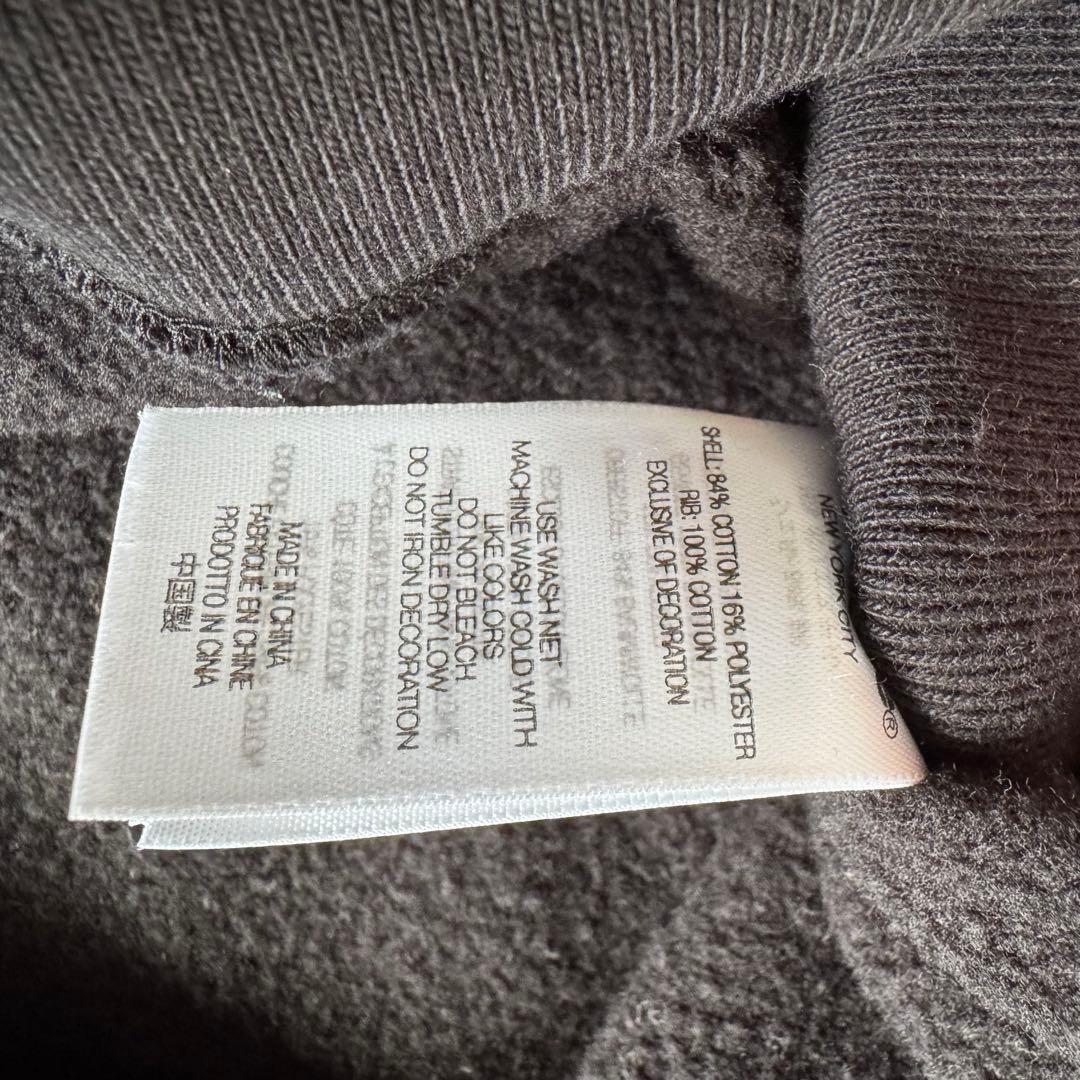 NEW YORK CITY
®
SHELL: 84% COTTON 16% POLYESTER
RIB: 100% COTTON
EXCLUSIVE OF DECORATION
USE WASH NET
MACHINE WASH COLD WITH
LIKE COLORS
DO NOT BLEACH
TUMBLE DRY LOW
DO NOT IRON DECORATION
MADE IN CHINA
FABRIQUE EN CHINE
PRODOTTO IN CINA
中国製